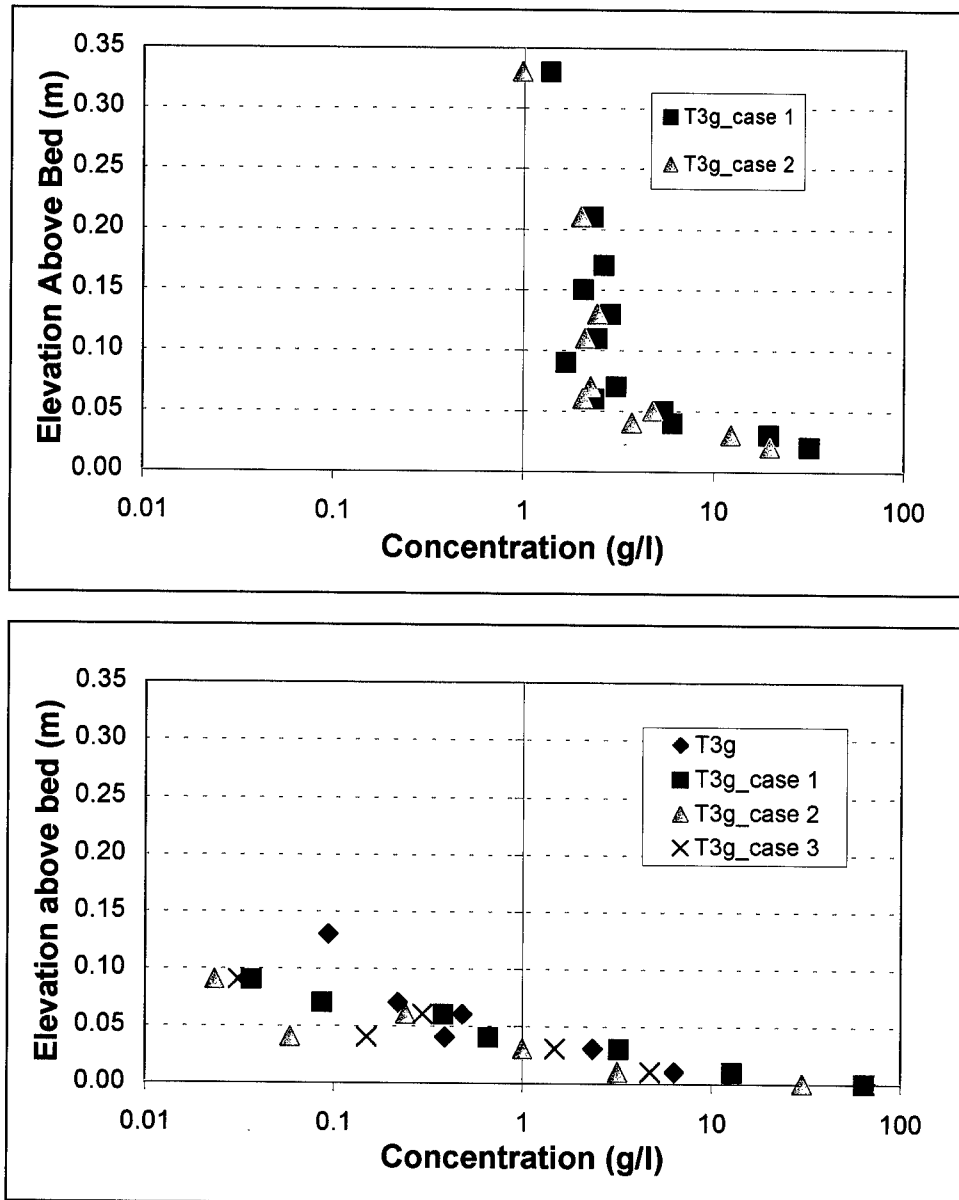 0.35
0.30
0.25
0.20
0.15
0.10
0.05
0.00
Elevation Above Bed (m)
T3g_case 1
T3g_case 2
0.01 0.1 1 10 100
Concentration (g/l)
0.35
0.30
0.25
0.20
0.15
0.10
0.05
0.00
Elevation above bed (m)
T3g
T3g_case 1
T3g_case 2
T3g_case 3
0.01 0.1 1 10 100
Concentration (g/l)